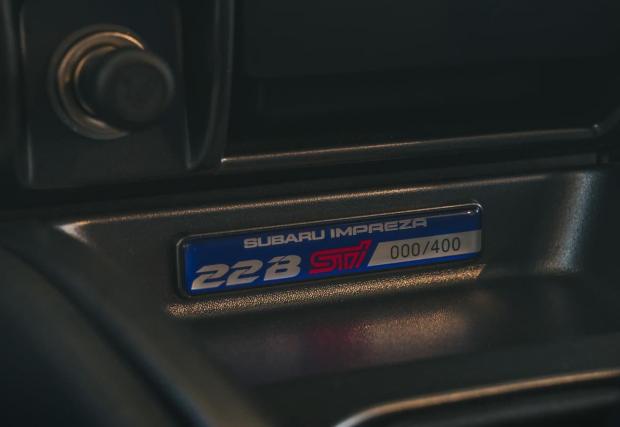 SUBARU IMPREZA
22B STi 000/400